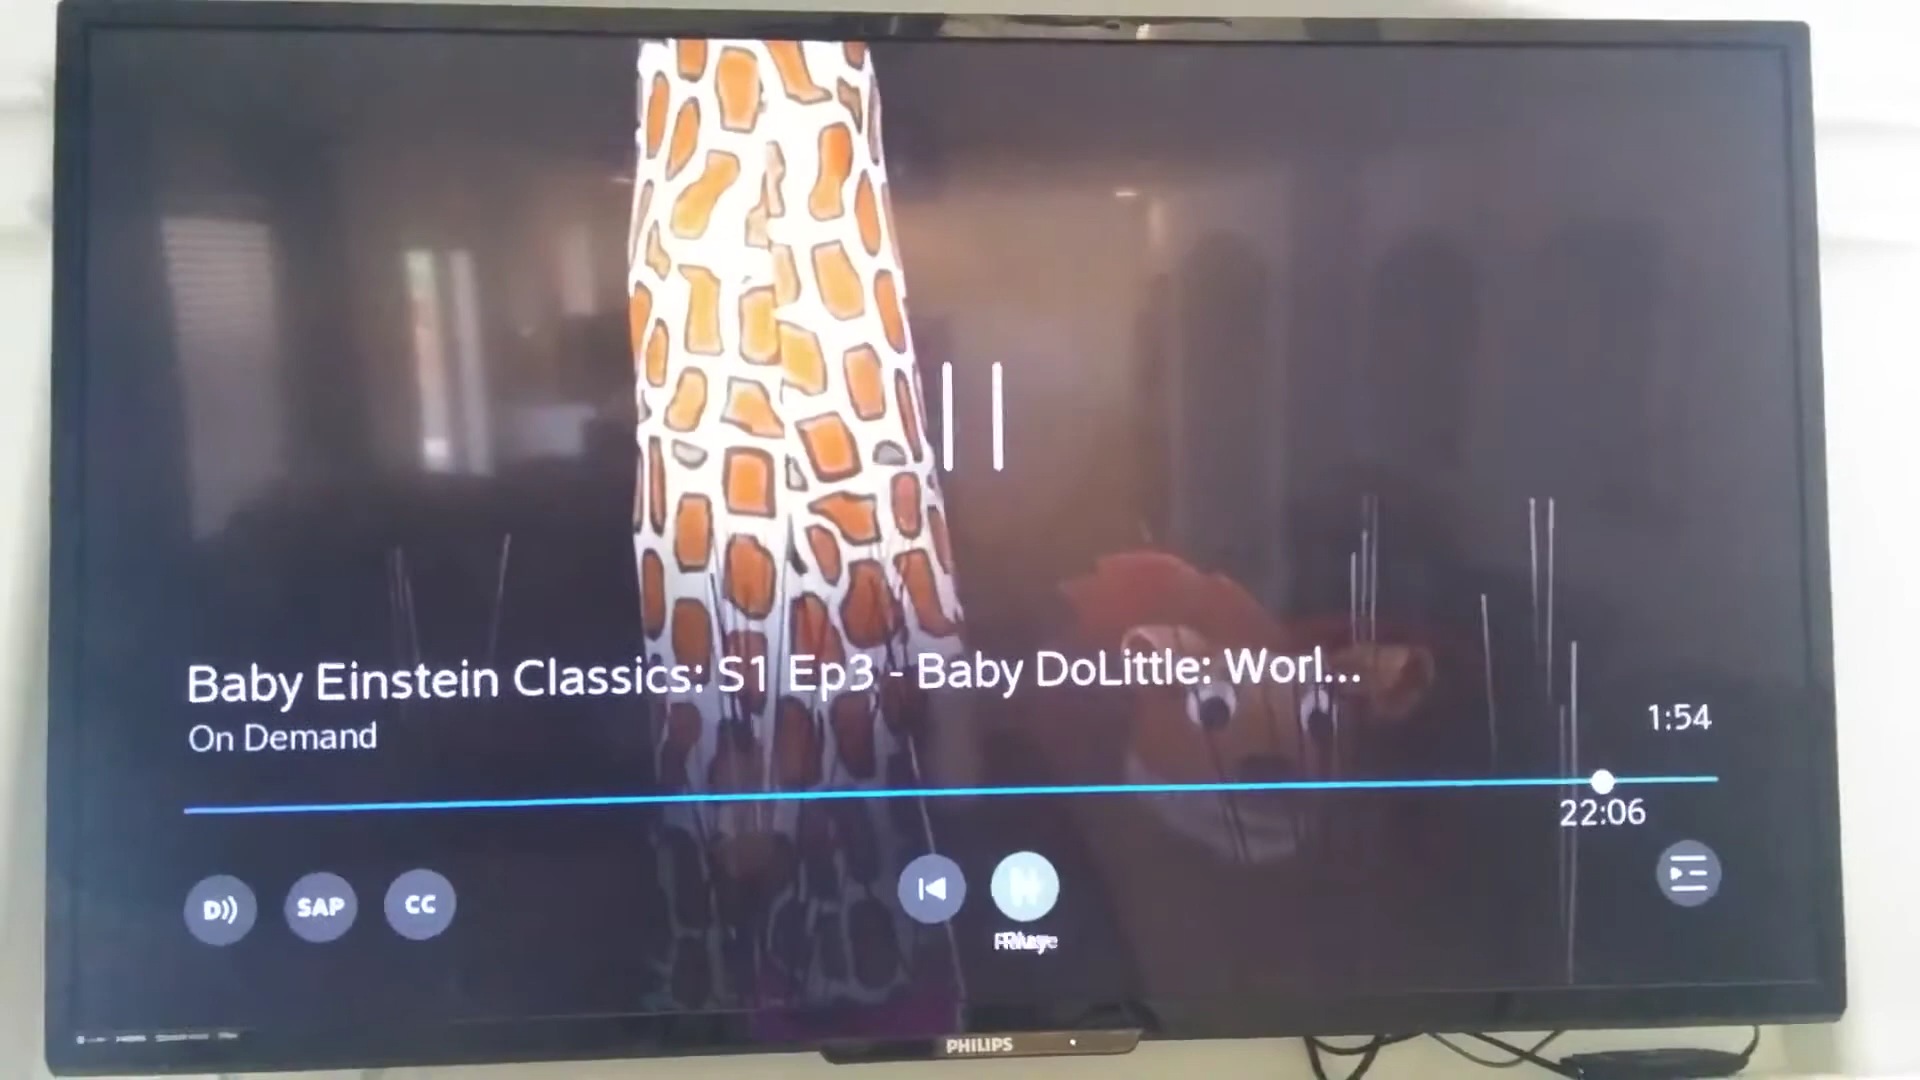 Baby Einstein Classics: S1 Ep3 - Baby DoLittle: Worl...
On Demand
1:54
22:06
D))
SAP
CC
PHILIPS